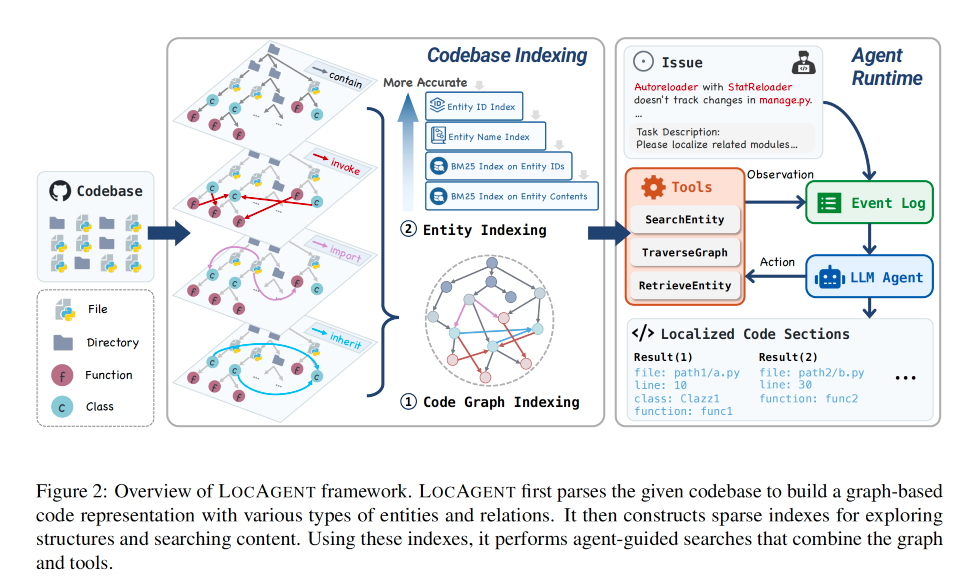 Codebase
File
Directory
Function
Class
Codebase Indexing
contain
invoke
import
inherit
More Accurate
Entity ID Index
Entity Name Index
BM25 Index on Entity IDs
BM25 Index on Entity Contents
② Entity Indexing
① Code Graph Indexing
Agent
Runtime
Issue
Autoreloader with StatReloader
doesn't track changes in manage.py.
...
Task Description:
Please localize related modules...
Tools
SearchEntity
TraverseGraph
RetrieveEntity
Observation
Action
Event Log
LLM Agent
</> Localized Code Sections
Result(1)
file: path1/a.py
line: 10
class: Clazz1
function: func1
Result(2)
file: path2/b.py
line: 30
function: func2
...
Figure 2: Overview of LOCAGENT framework. LOCAGENT first parses the given codebase to build a graph-based
code representation with various types of entities and relations. It then constructs sparse indexes for exploring
structures and searching content. Using these indexes, it performs agent-guided searches that combine the graph
and tools.